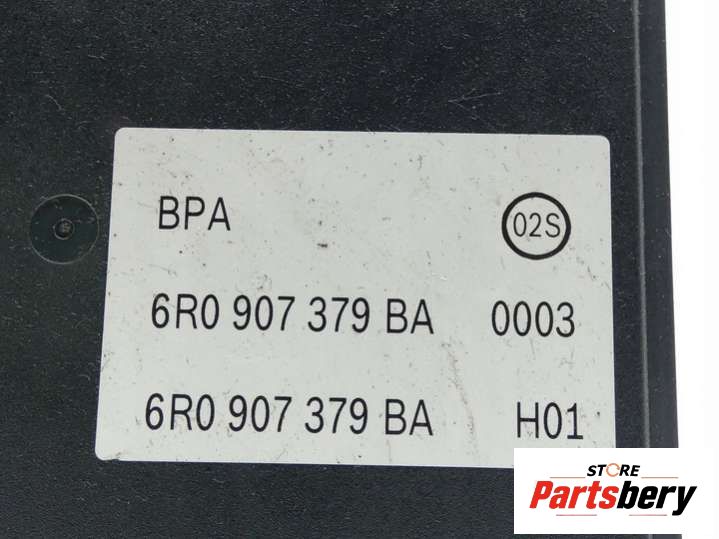 BPA 02S
6R0 907 379 BA 0003
6R0 907 379 BA H01
STORE
Partsbery